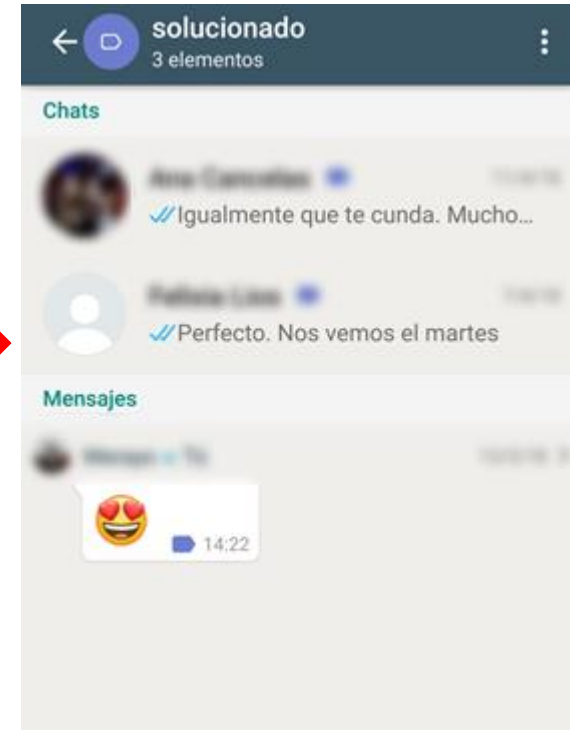 solucionado
3 elementos
Chats
Igualmente que te cunda. Mucho...
Perfecto. Nos vemos el martes
Mensajes
14:22